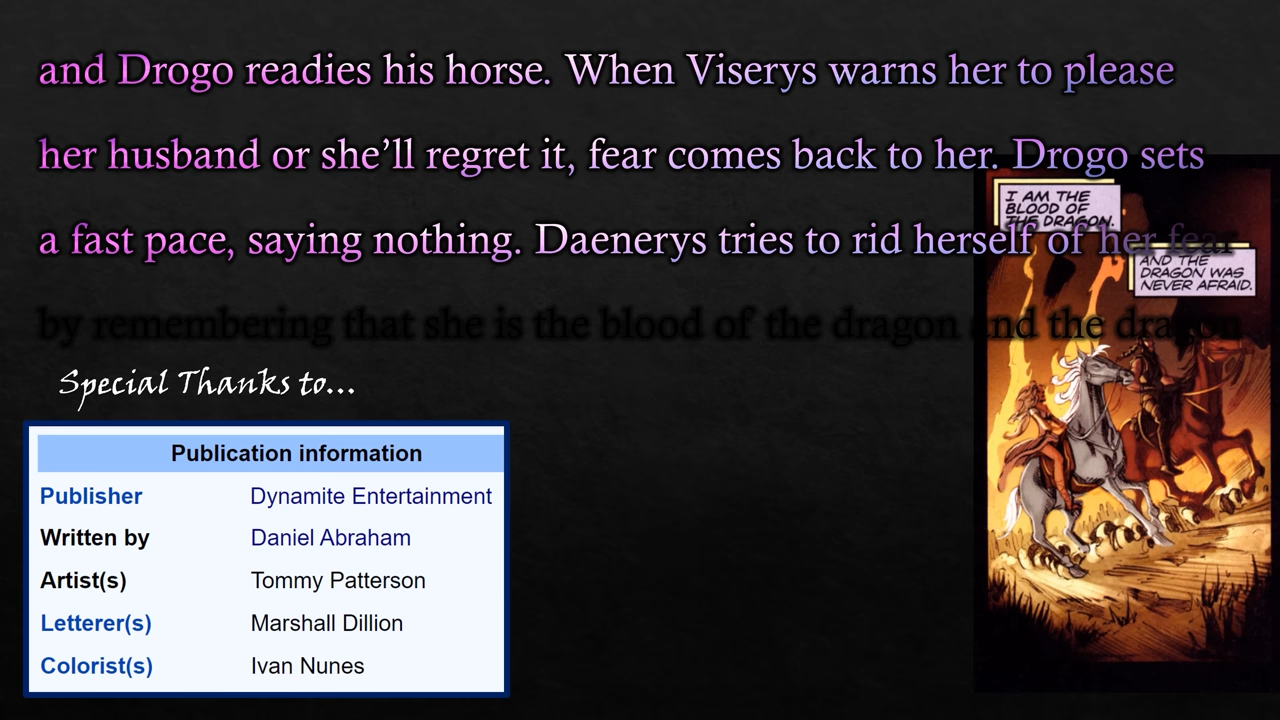 and Drogo readies his horse. When Viserys warns her to please
her husband or she’ll regret it, fear comes back to her. Drogo sets
a fast pace, saying nothing. Daenerys tries to rid herself of her fear
by remembering that she is the blood of the dragon and the dragon
I AM THE
BLOOD OF
THE DRAGON.
AND THE
DRAGON WAS
NEVER AFRAID.
Special Thanks to...
Publication information
Publisher Dynamite Entertainment
Written by Daniel Abraham
Artist(s) Tommy Patterson
Letterer(s) Marshall Dillion
Colorist(s) Ivan Nunes